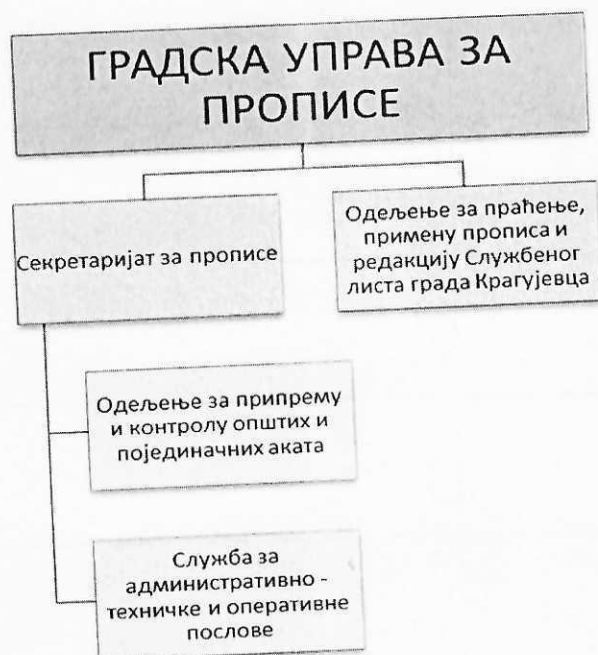 ГРАДСКА УПРАВА ЗА
ПРОПИСЕ
Секретаријат за прописе
Одељење за праћење,
примену прописа и
редакцију Службеног
листа града Крагујевца
Одељење за припрему
и контролу општих и
појединачних аката
Служба за
административно -
техничке и оперативне
послове